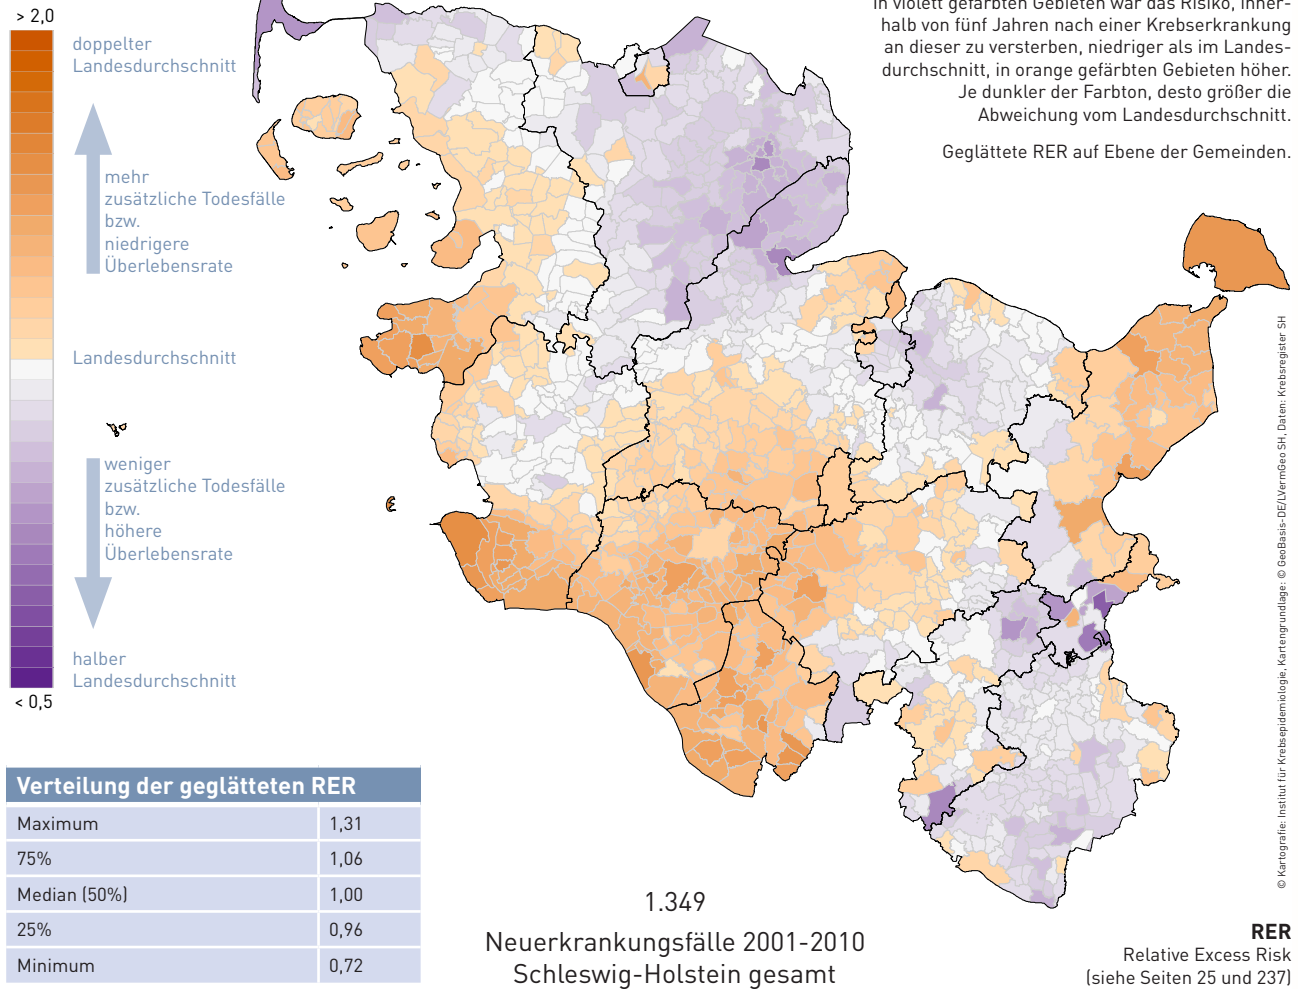 in violett gefärbten Gebieten war das Risiko, inner-
halb von fünf Jahren nach einer Krebserkrankung
an dieser zu versterben, niedriger als im Landes-
durchschnitt, in orange gefärbten Gebieten höher.
Je dunkler der Farbton, desto größer die
Abweichung vom Landesdurchschnitt.
Geglättete RER auf Ebene der Gemeinden.
> 2,0
doppelter
Landesdurchschnitt
mehr
zusätzliche Todesfälle
bzw.
niedrigere
Überlebensrate
Landesdurchschnitt
weniger
zusätzliche Todesfälle
bzw.
höhere
Überlebensrate
halber
Landesdurchschnitt
< 0,5
Verteilung der geglätteten RER
Maximum 1,31
75% 1,06
Median (50%) 1,00
25% 0,96
Minimum 0,72
1.349
Neuerkrankungsfälle 2001-2010
Schleswig-Holstein gesamt
RER
Relative Excess Risk
(siehe Seiten 25 und 237)
© Kartografie: Institut für Krebsepidemiologie, Kartengrundlage: © GeoBasis-DE/LVermGeo SH, Daten: Krebsregister SH